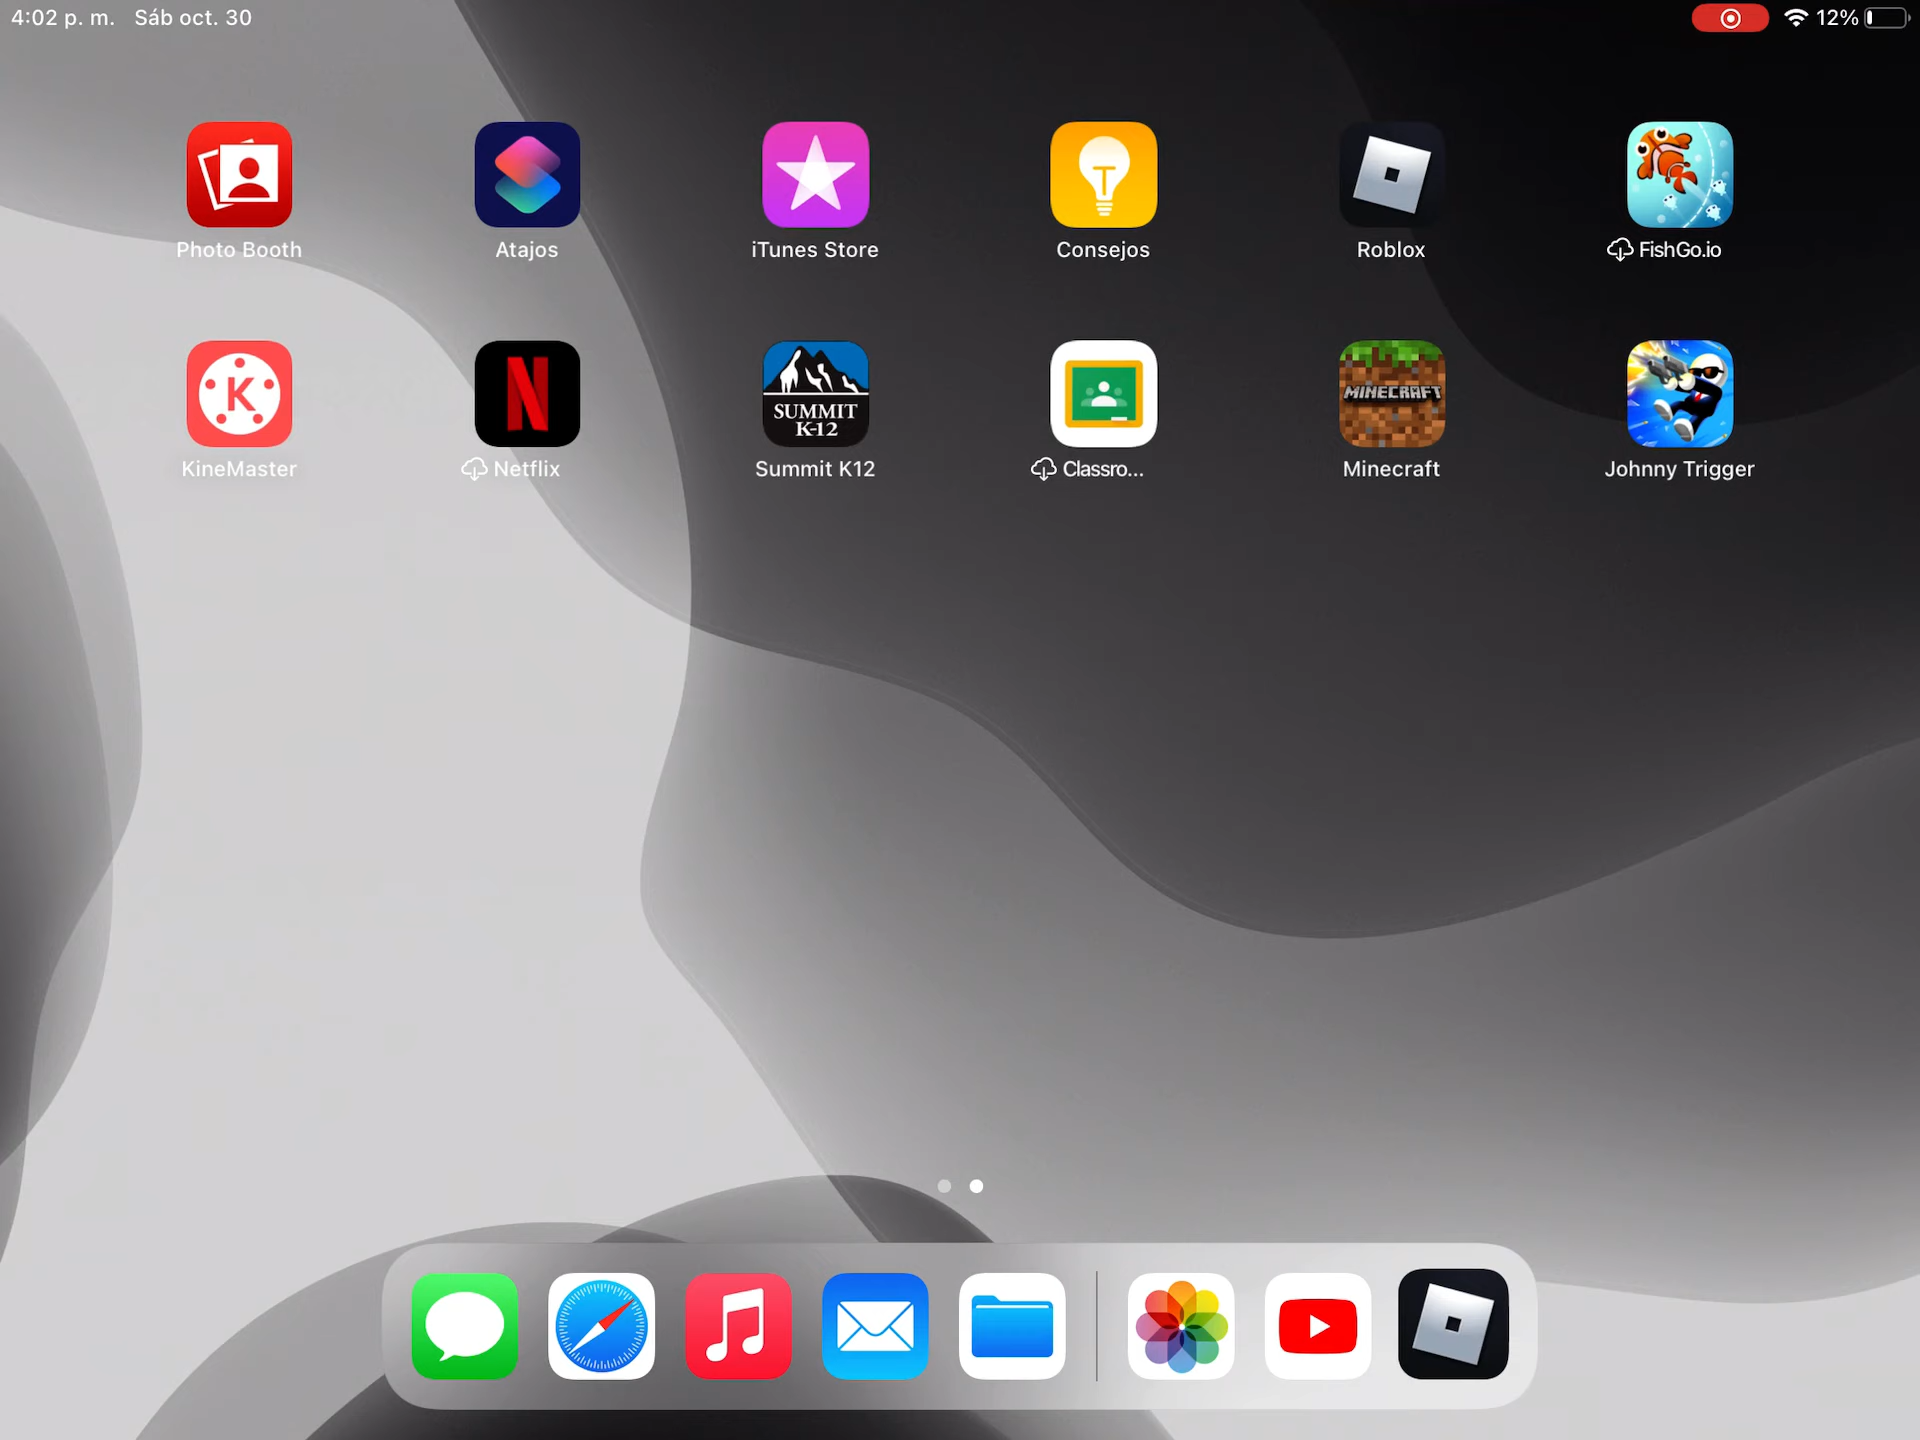 4:02 p. m. Sáb oct. 30
12%
Photo Booth
Atajos
iTunes Store
T
Consejos
Roblox
FishGo.io
K
KineMaster
N
Netflix
SUMMIT
K-12
Summit K12
Classro...
MINECRAFT
Minecraft
Johnny Trigger